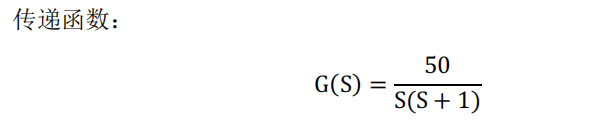 传递函数：
G(S) = 50 / S(S + 1)